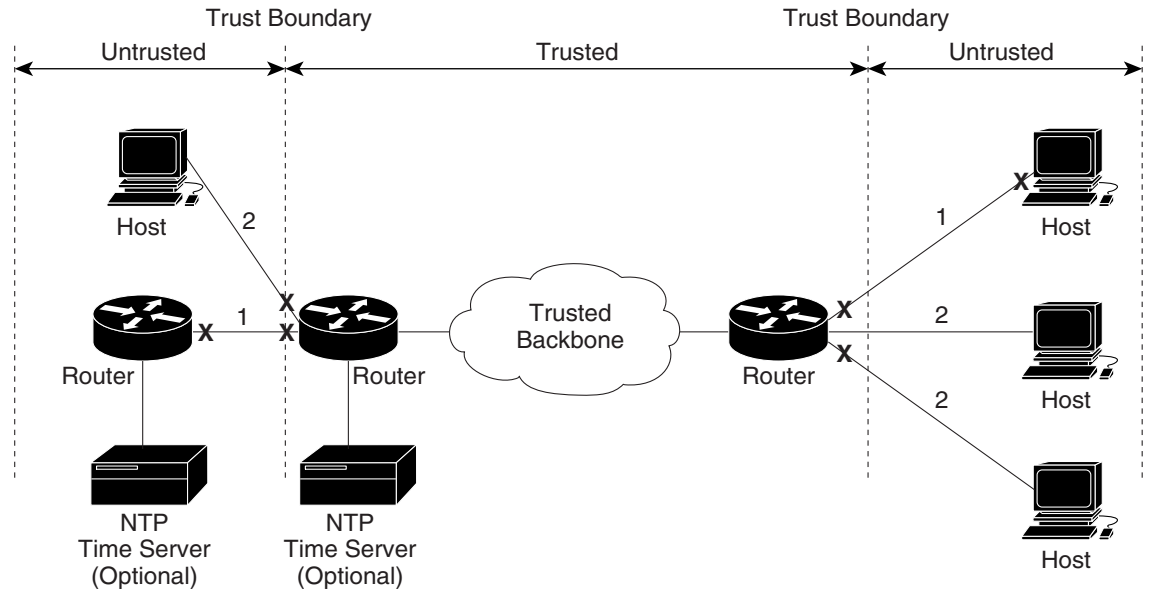 Trust Boundary
Trust Boundary
Untrusted
Trusted
Untrusted
Host
2
X
1
X
X
Router
Router
Trusted
Backbone
Router
X
X
1
X
Host
2
Host
2
Host
NTP
Time Server
(Optional)
NTP
Time Server
(Optional)